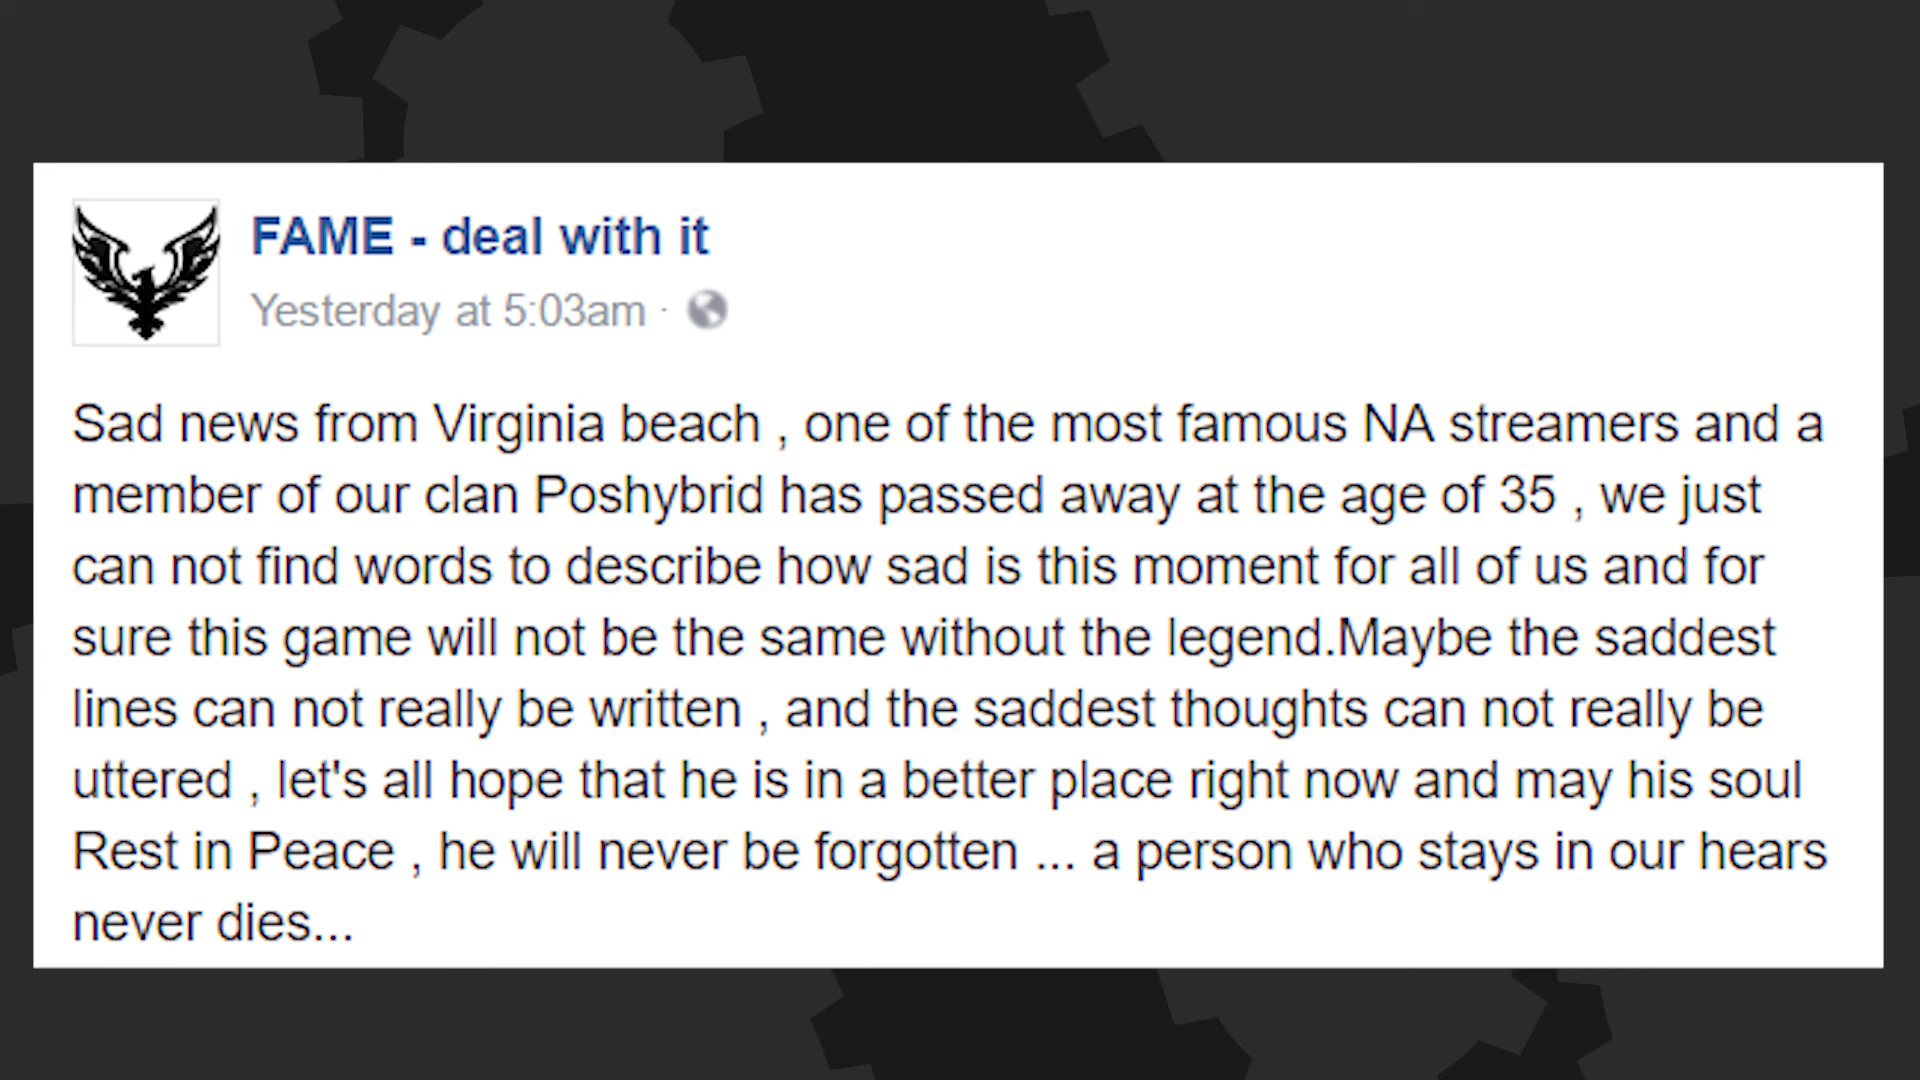 FAME - deal with it
Yesterday at 5:03am ·
Sad news from Virginia beach , one of the most famous NA streamers and a
member of our clan Poshybrid has passed away at the age of 35 , we just
can not find words to describe how sad is this moment for all of us and for
sure this game will not be the same without the legend.Maybe the saddest
lines can not really be written , and the saddest thoughts can not really be
uttered , let's all hope that he is in a better place right now and may his soul
Rest in Peace , he will never be forgotten ... a person who stays in our hears
never dies...